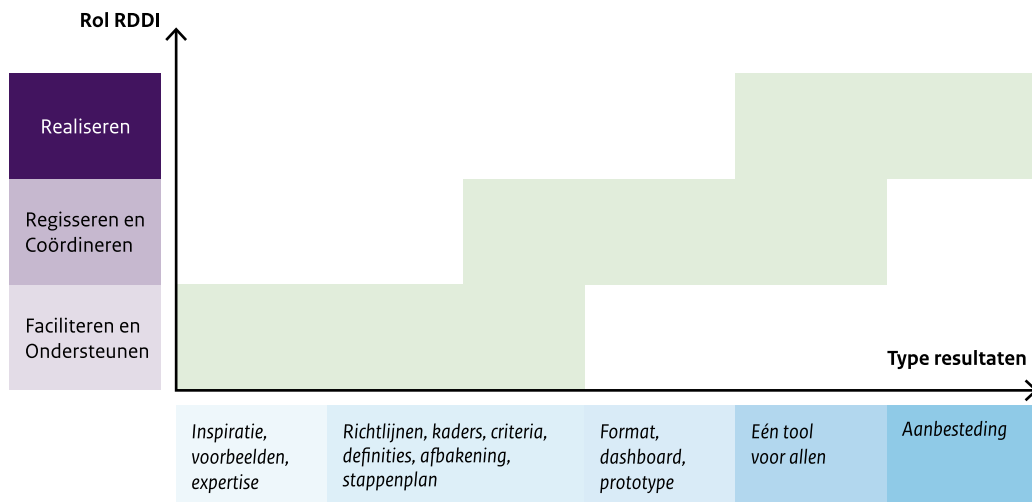 Rol RDDI
Realiseren
Regisseren en
Coördineren
Faciliteren en
Ondersteunen
Type resultaten
Inspiratie,
voorbeelden,
expertise
Richtlijnen, kaders, criteria,
definities, afbakening,
stappenplan
Format,
dashboard,
prototype
Eén tool
voor allen
Aanbesteding